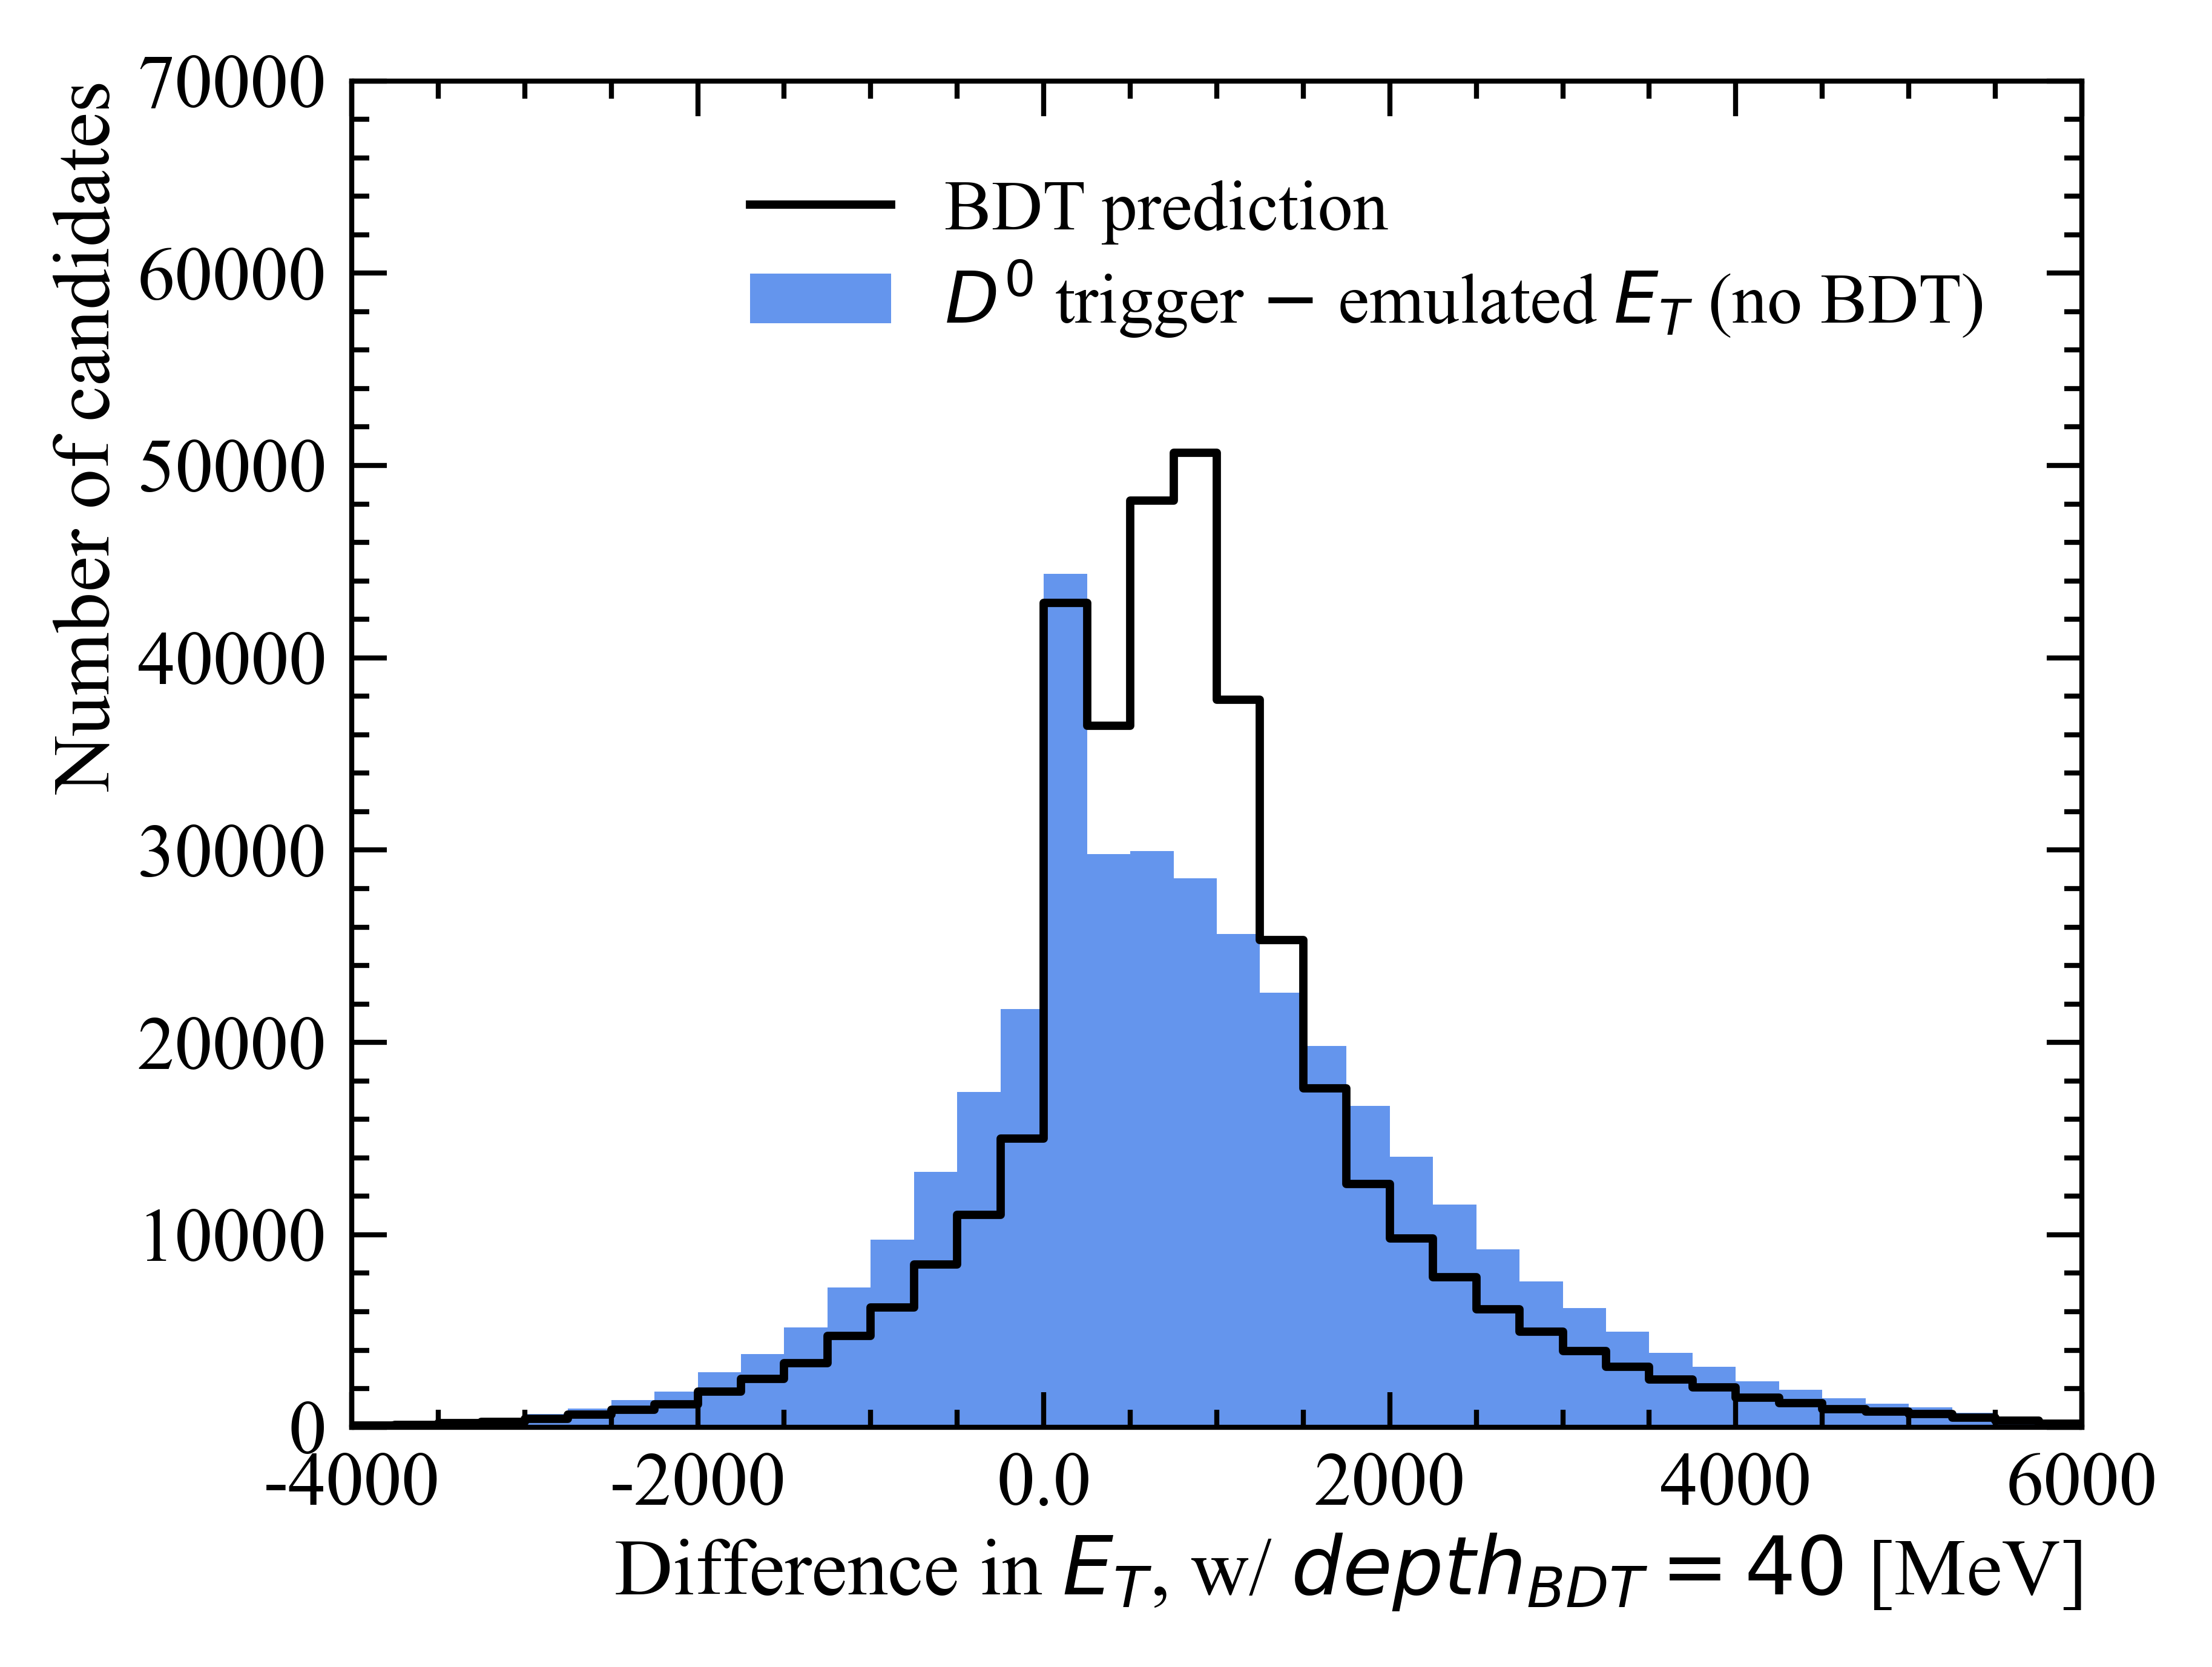 70000
60000
50000
40000
30000
20000
10000
0
Number of candidates
BDT prediction
D⁰ trigger − emulated E_T (no BDT)
-4000 -2000 0.0 2000 4000 6000
Difference in E_T, w/ depth_BDT = 40 [MeV]